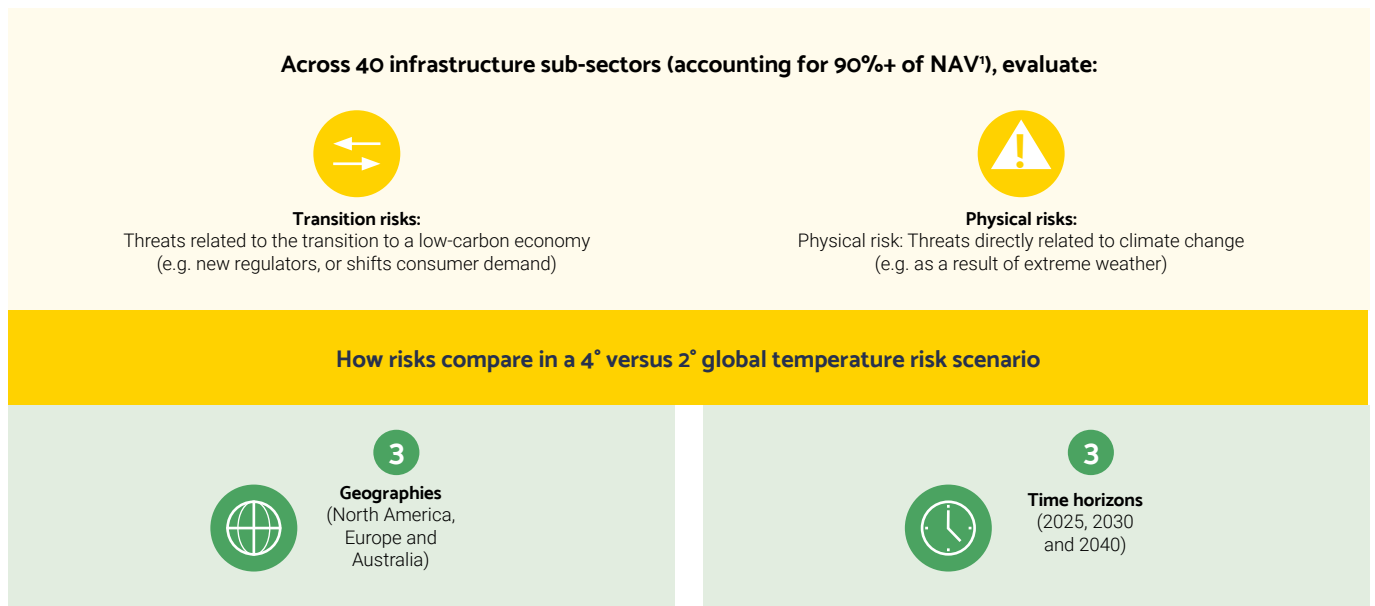 Across 40 infrastructure sub-sectors (accounting for 90%+ of NAV¹), evaluate:
Transition risks:
Threats related to the transition to a low-carbon economy
(e.g. new regulators, or shifts consumer demand)
Physical risks:
Physical risk: Threats directly related to climate change
(e.g. as a result of extreme weather)
How risks compare in a 4° versus 2° global temperature risk scenario
3
Geographies
(North America,
Europe and
Australia)
3
Time horizons
(2025, 2030
and 2040)